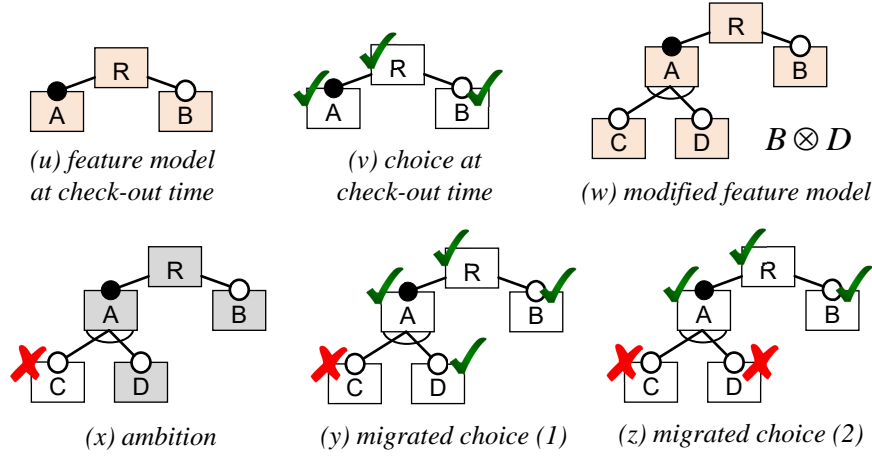 R
A
B
(u) feature model
at check-out time
R
A
B
(v) choice at
check-out time
R
A
B
C
D
B ⊗ D
(w) modified feature model
R
A
B
C
D
(x) ambition
R
A
B
C
D
(y) migrated choice (1)
R
A
B
C
D
(z) migrated choice (2)